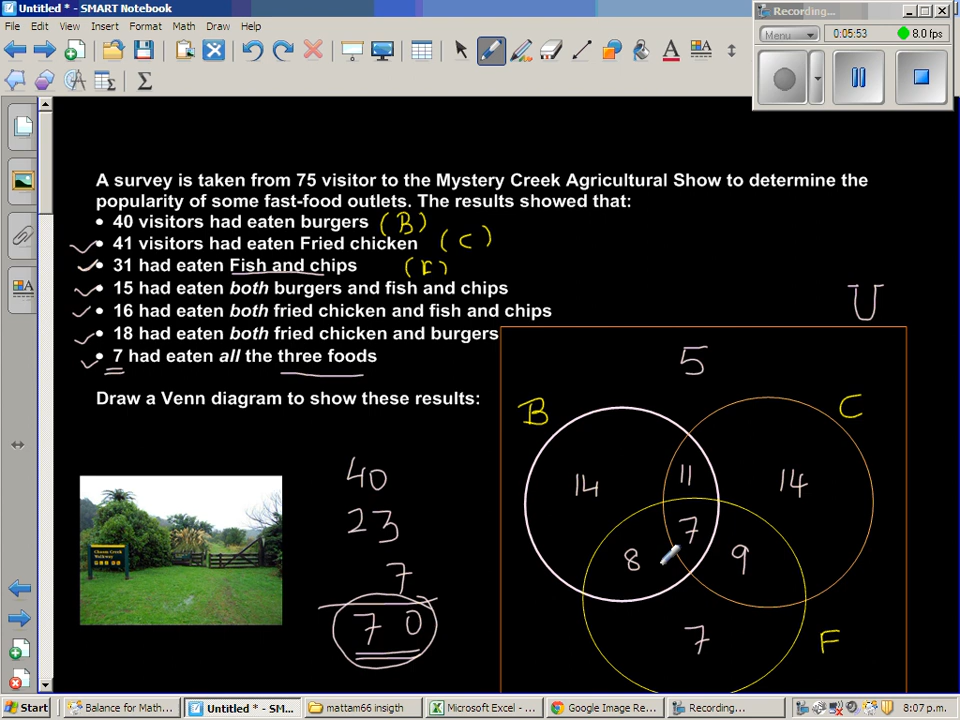 Untitled * - SMART Notebook
Recording...
File Edit View Insert Format Math Draw Help
Menu
0:05:53
8.0 fps
A survey is taken from 75 visitor to the Mystery Creek Agricultural Show to determine the
popularity of some fast-food outlets. The results showed that:
• 40 visitors had eaten burgers (B)
• 41 visitors had eaten Fried chicken (C)
• 31 had eaten Fish and chips (F)
• 15 had eaten both burgers and fish and chips
• 16 had eaten both fried chicken and fish and chips
• 18 had eaten both fried chicken and burgers
• 7 had eaten all the three foods
Draw a Venn diagram to show these results:
U
5
B
C
14
11
14
7
8
9
7
F
40
23
7
70
Start
Balance for Math...
Untitled * - SM...
mattam66 insigth
Microsoft Excel - ...
Google Image Re...
Recording...
8:07 p.m.